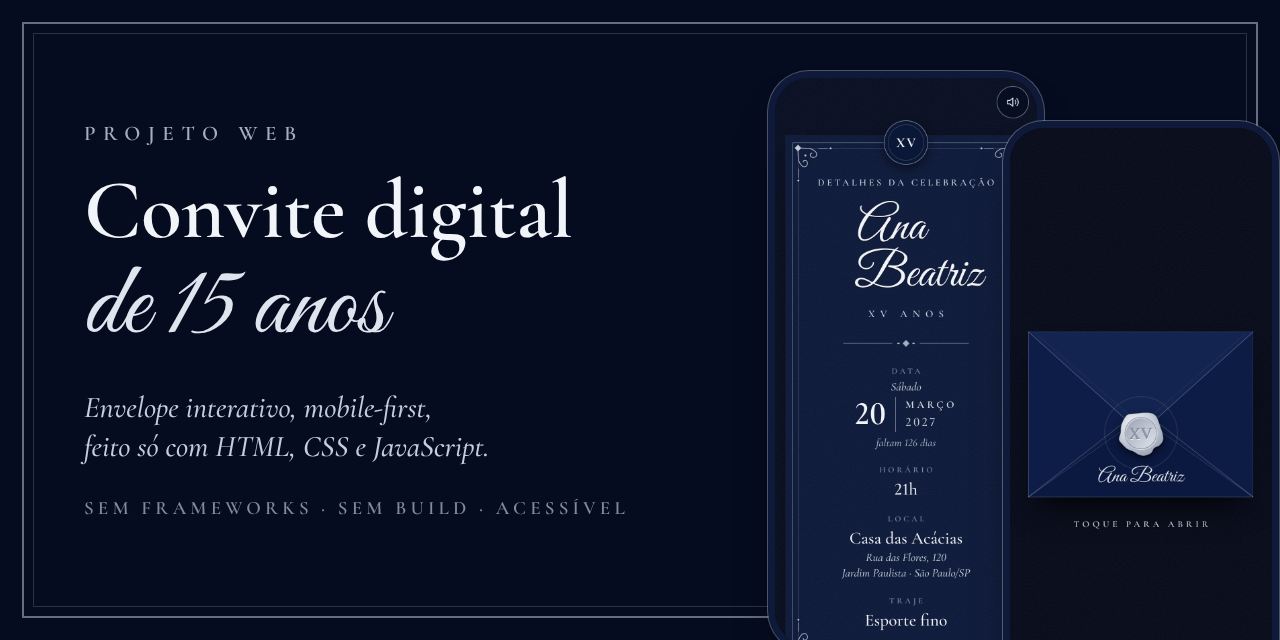 PROJETO WEB
Convite digital
de 15 anos
Envelope interativo, mobile-first,
feito só com HTML, CSS e JavaScript.
SEM FRAMEWORKS · SEM BUILD · ACESSÍVEL
XV
DETALHES DA CELEBRAÇÃO
Ana
Beatriz
XV ANOS
DATA
Sábado
20
MARÇO
2027
faltam 126 dias
HORÁRIO
21h
LOCAL
Casa das Acácias
Rua das Flores, 120
Jardim Paulista · São Paulo/SP
TRAJE
Esporte fino
XV
Ana Beatriz
TOQUE PARA ABRIR